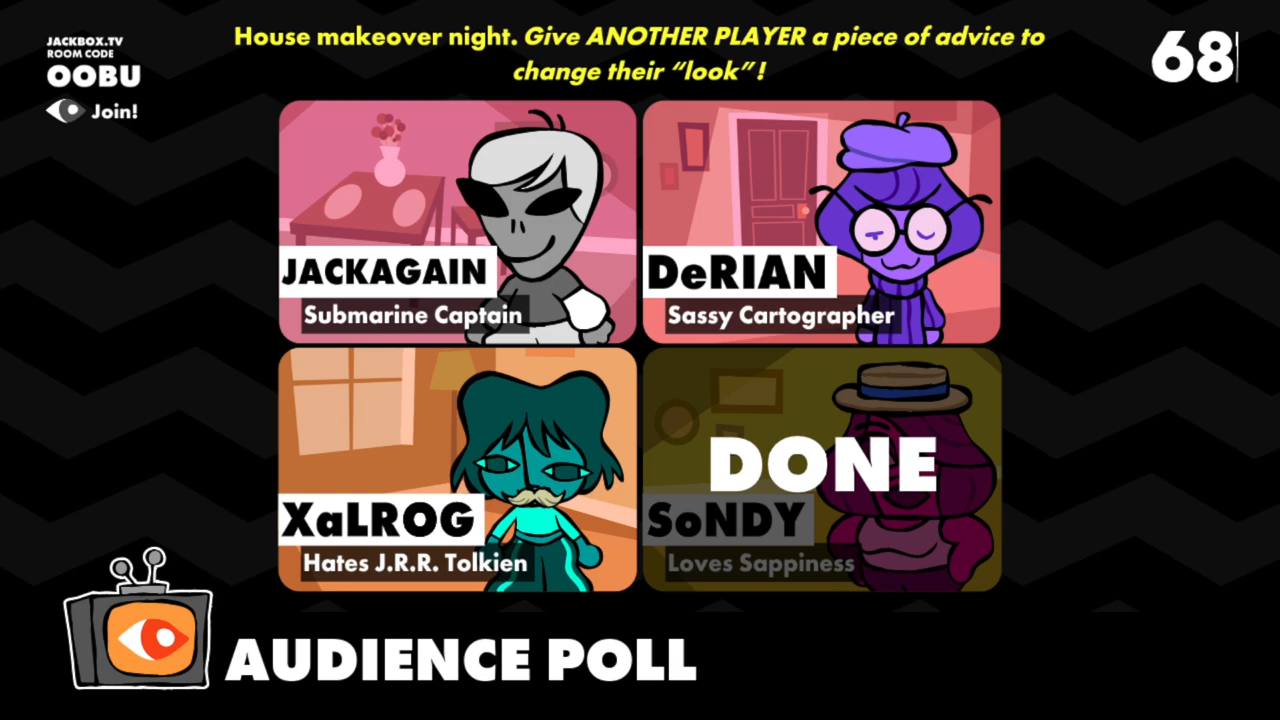 JACKBOX.TV
ROOM CODE
OOBU
Join!
House makeover night. Give ANOTHER PLAYER a piece of advice to
change their “look”!
68
JACKAGAIN
Submarine Captain
DeRIAN
Sassy Cartographer
XaLROG
Hates J.R.R. Tolkien
DONE
SoNDY
Loves Sappiness
AUDIENCE POLL